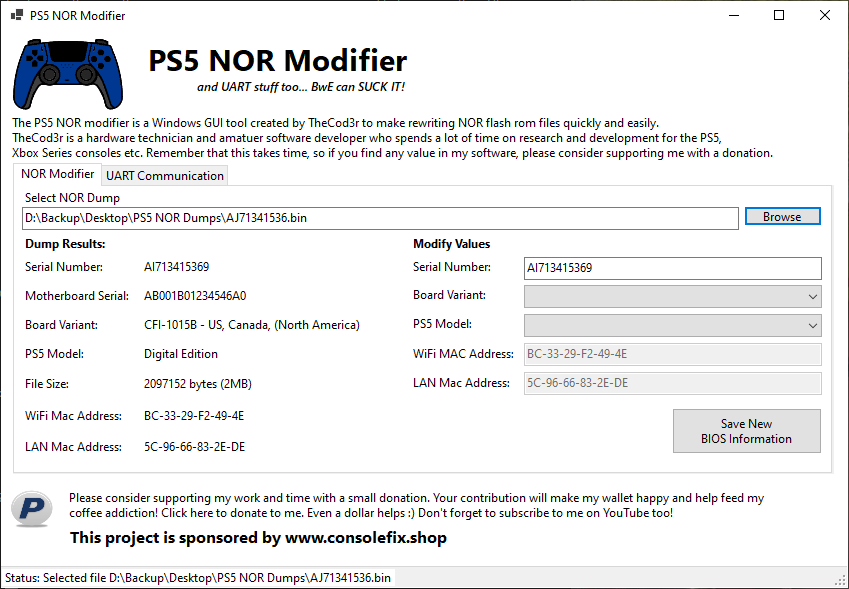 PS5 NOR Modifier
PS5 NOR Modifier
and UART stuff too... BwE can SUCK IT!
The PS5 NOR modifier is a Windows GUI tool created by TheCod3r to make rewriting NOR flash rom files quickly and easily.
TheCod3r is a hardware technician and amatuer software developer who spends a lot of time on research and development for the PS5,
Xbox Series consoles etc. Remember that this takes time, so if you find any value in my software, please consider supporting me with a donation.
NOR Modifier UART Communication
Select NOR Dump
D:\Backup\Desktop\PS5 NOR Dumps\AJ71341536.bin Browse
Dump Results: Modify Values
Serial Number: AI713415369 Serial Number: AI713415369
Motherboard Serial: AB001B01234546A0 Board Variant:
Board Variant: CFI-1015B - US, Canada, (North America) PS5 Model:
PS5 Model: Digital Edition WiFi MAC Address: BC-33-29-F2-49-4E
File Size: 2097152 bytes (2MB) LAN Mac Address: 5C-96-66-83-2E-DE
WiFi Mac Address: BC-33-29-F2-49-4E
LAN Mac Address: 5C-96-66-83-2E-DE
Save New
BIOS Information
Please consider supporting my work and time with a small donation. Your contribution will make my wallet happy and help feed my
coffee addiction! Click here to donate to me. Even a dollar helps :) Don't forget to subscribe to me on YouTube too!
This project is sponsored by www.consolefix.shop
Status: Selected file D:\Backup\Desktop\PS5 NOR Dumps\AJ71341536.bin